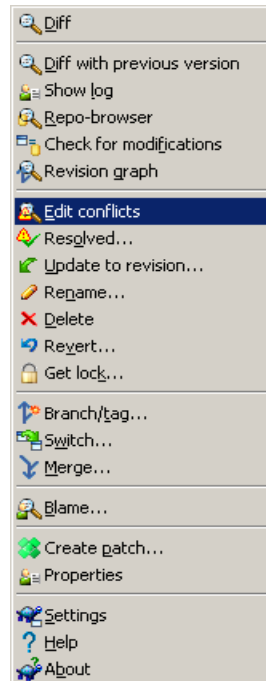 Diff
Diff with previous version
Show log
Repo-browser
Check for modifications
Revision graph
Edit conflicts
Resolved...
Update to revision...
Rename...
Delete
Revert...
Get lock...
Branch/tag...
Switch...
Merge...
Blame...
Create patch...
Properties
Settings
Help
About